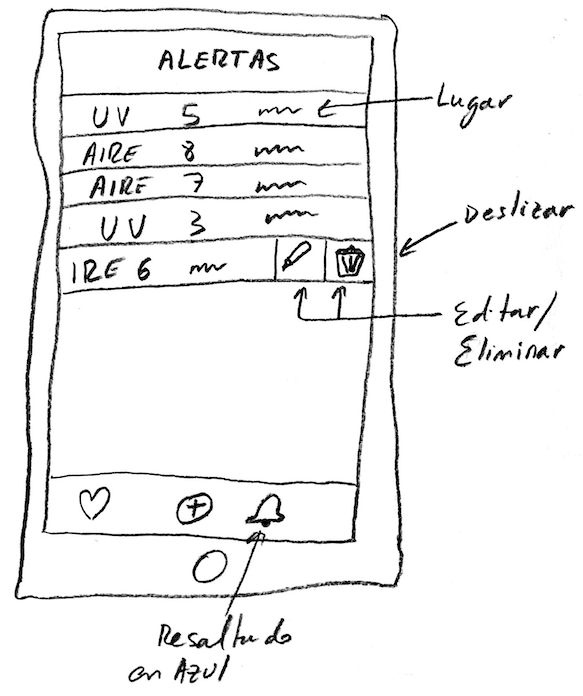 ALERTAS
UV 5
Lugar
AIRE 8
AIRE 7
UV 3
Deslizar
IRE 6
Editar/
Eliminar
Resaltado
en AZUl